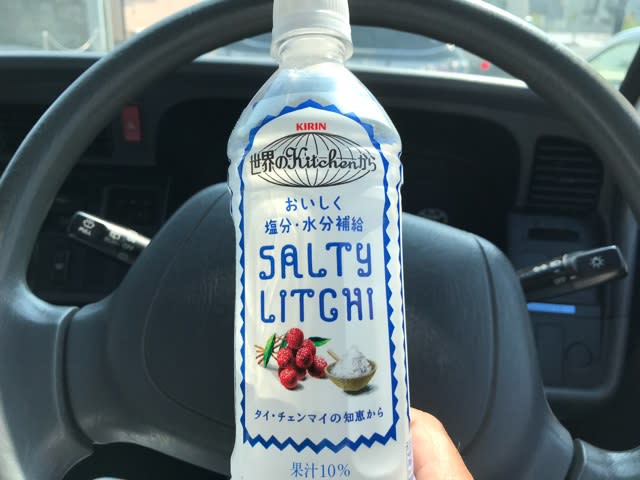 KIRIN
世界のKitchenから
おいしく
塩分・水分補給
SALTY
LITCHI
タイ・チェンマイの知恵から
果汁10%